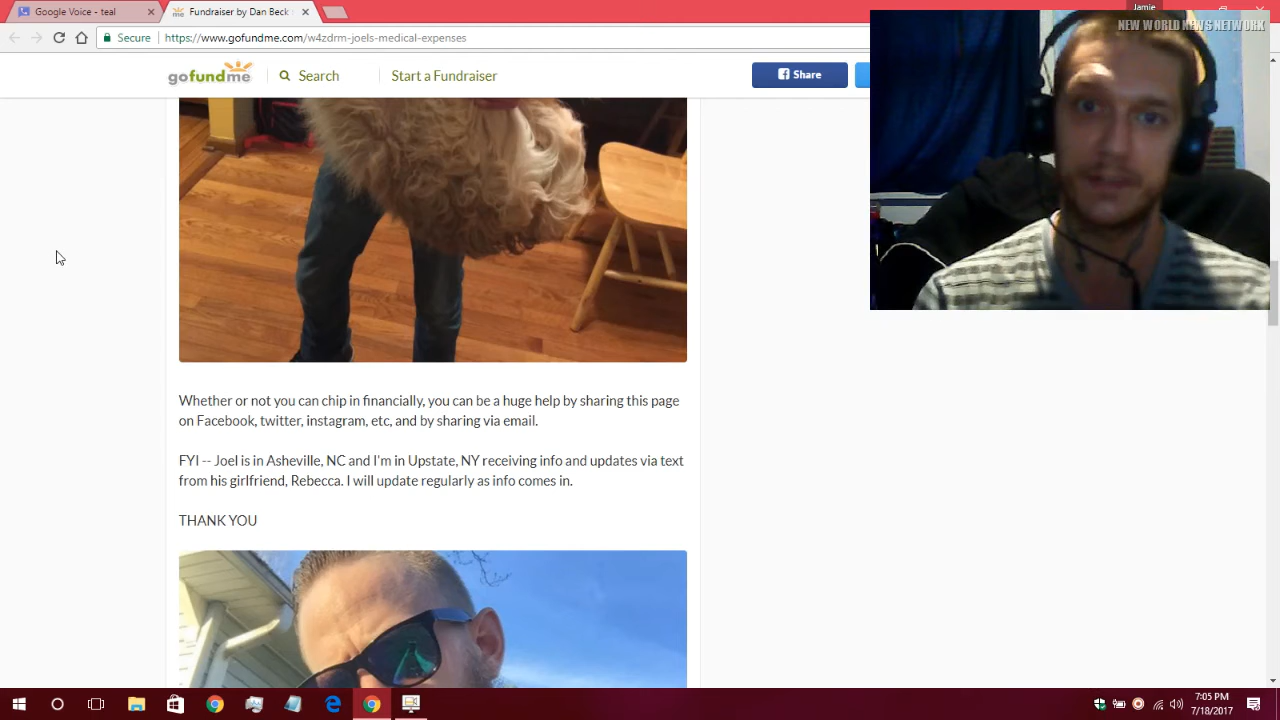 Google Voice - teal
Fundraiser by Dan Beck :
Jamie
NEW WORLD NEWS NETWORK
Secure
https://www.gofundme.com/w4zdrm-joels-medical-expenses
gofundme
Search
Start a Fundraiser
Share
Whether or not you can chip in financially, you can be a huge help by sharing this page
on Facebook, twitter, instagram, etc, and by sharing via email.
FYI -- Joel is in Asheville, NC and I'm in Upstate, NY receiving info and updates via text
from his girlfriend, Rebecca. I will update regularly as info comes in.
THANK YOU
7:05 PM
7/18/2017